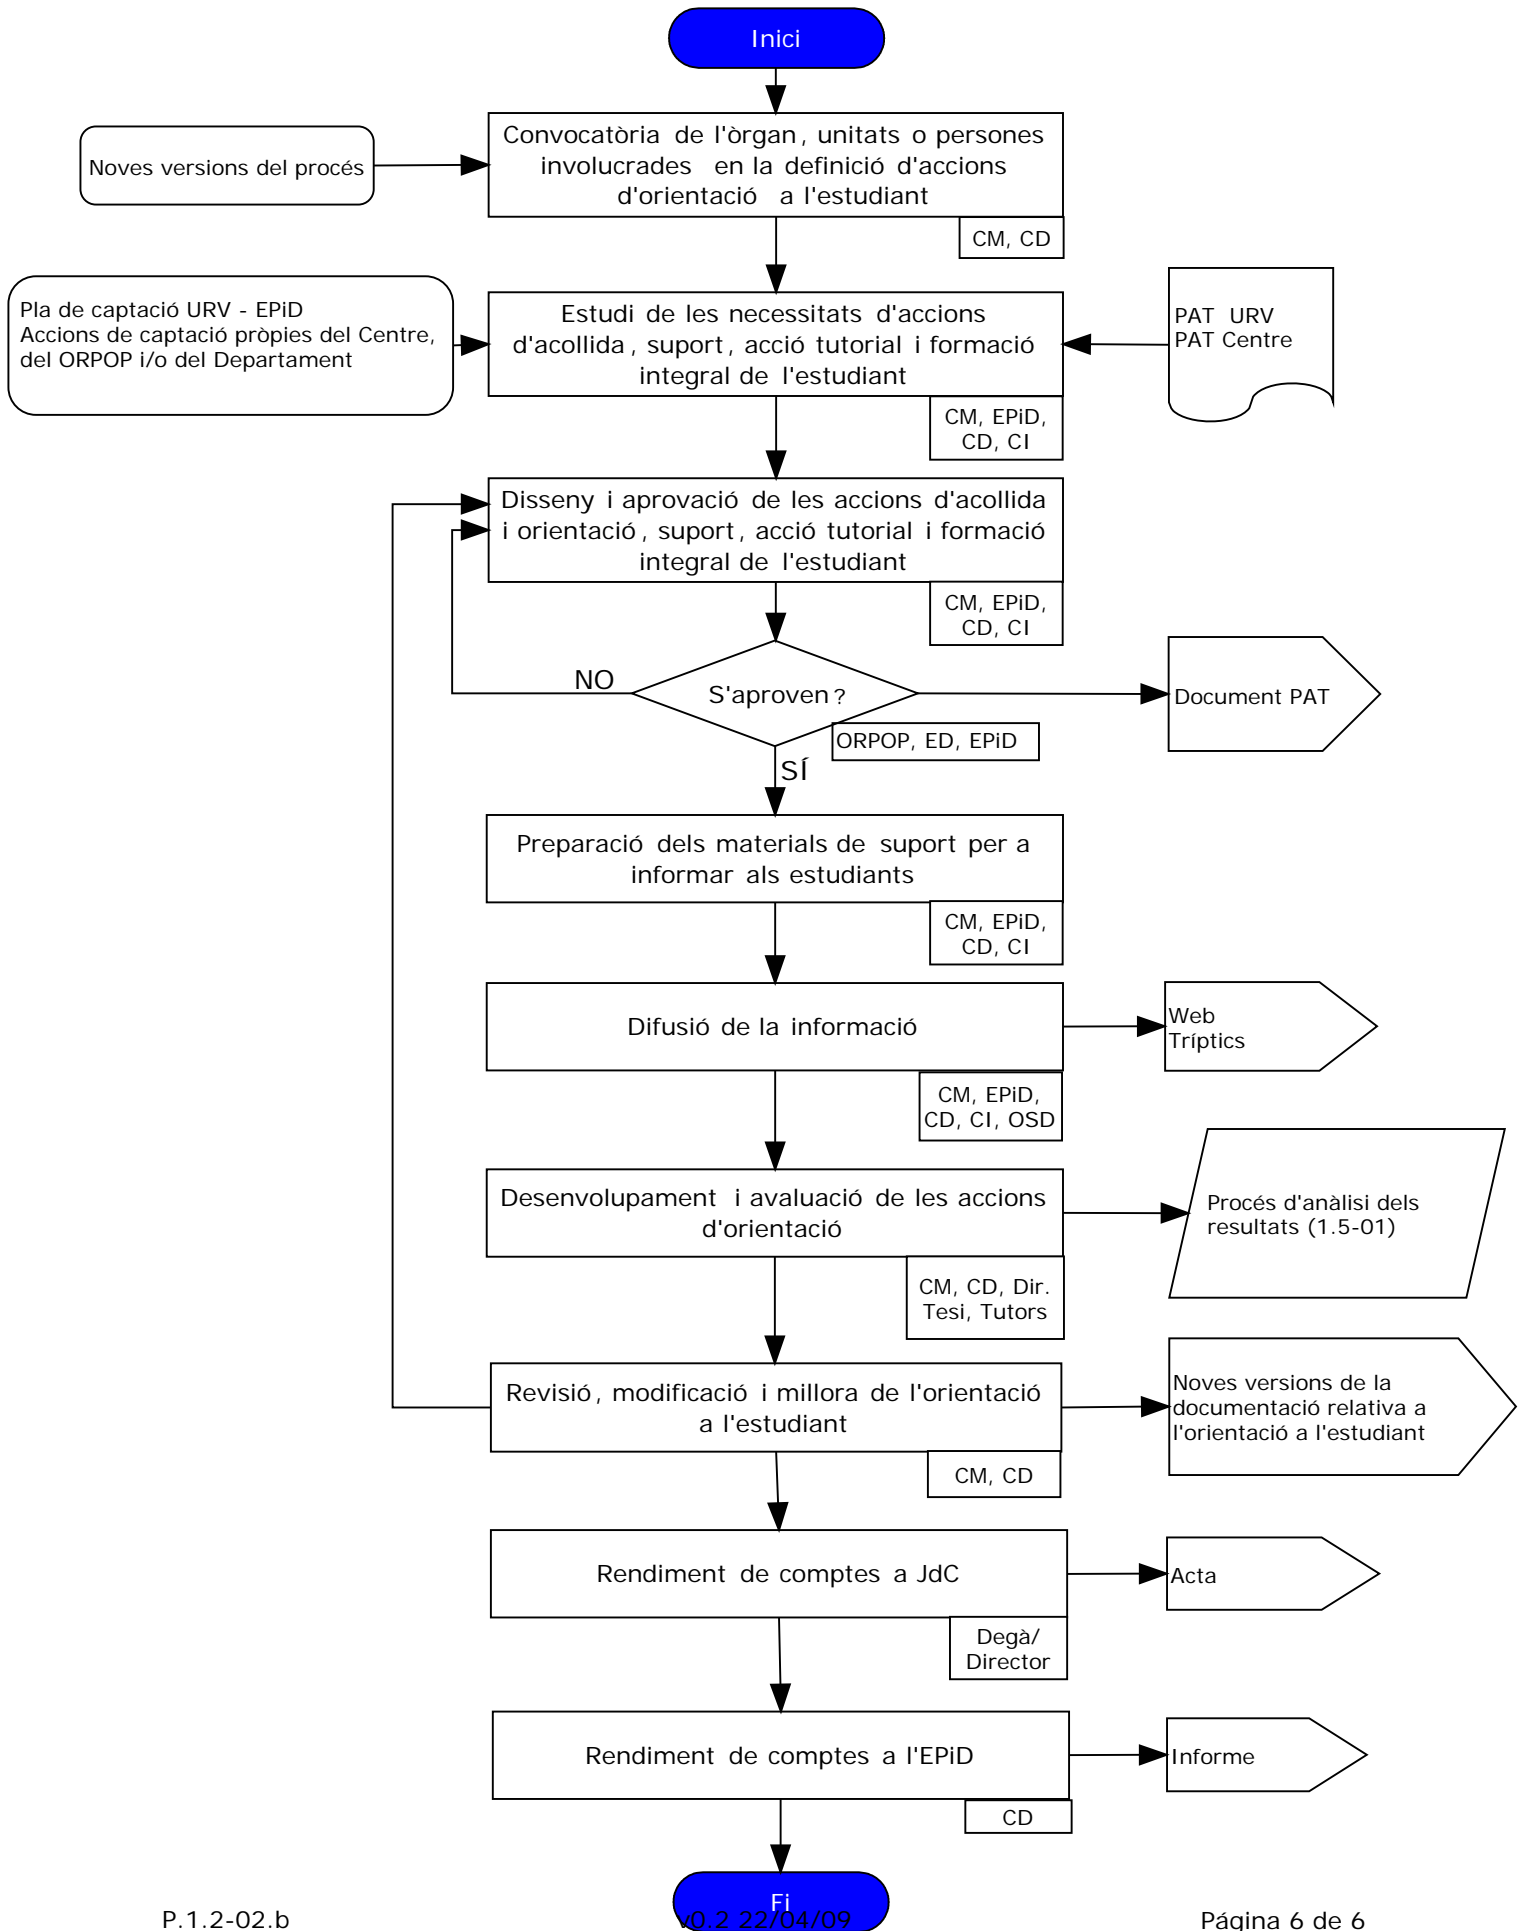 Inici
Noves versions del procés
Convocatòria de l'òrgan, unitats o persones
involucrades en la definició d'accions
d'orientació a l'estudiant
CM, CD
Pla de captació URV - EPiD
Accions de captació pròpies del Centre,
del ORPOP i/o del Departament
Estudi de les necessitats d'accions
d'acollida, suport, acció tutorial i formació
integral de l'estudiant
PAT URV
PAT Centre
CM, EPiD,
CD, CI
Disseny i aprovació de les accions d'acollida
i orientació, suport, acció tutorial i formació
integral de l'estudiant
CM, EPiD,
CD, CI
NO
S'aproven?
Document PAT
ORPOP, ED, EPiD
SÍ
Preparació dels materials de suport per a
informar als estudiants
CM, EPiD,
CD, CI
Difusió de la informació
Web
Tríptics
CM, EPiD,
CD, CI, OSD
Desenvolupament i avaluació de les accions
d'orientació
Procés d'anàlisi dels
resultats (1.5-01)
CM, CD, Dir.
Tesi, Tutors
Revisió, modificació i millora de l'orientació
a l'estudiant
Noves versions de la
documentació relativa a
l'orientació a l'estudiant
CM, CD
Rendiment de comptes a JdC
Acta
Degà/
Director
Rendiment de comptes a l'EPiD
Informe
CD
Fi
P.1.2-02.b
v0.2 22/04/09
Página 6 de 6